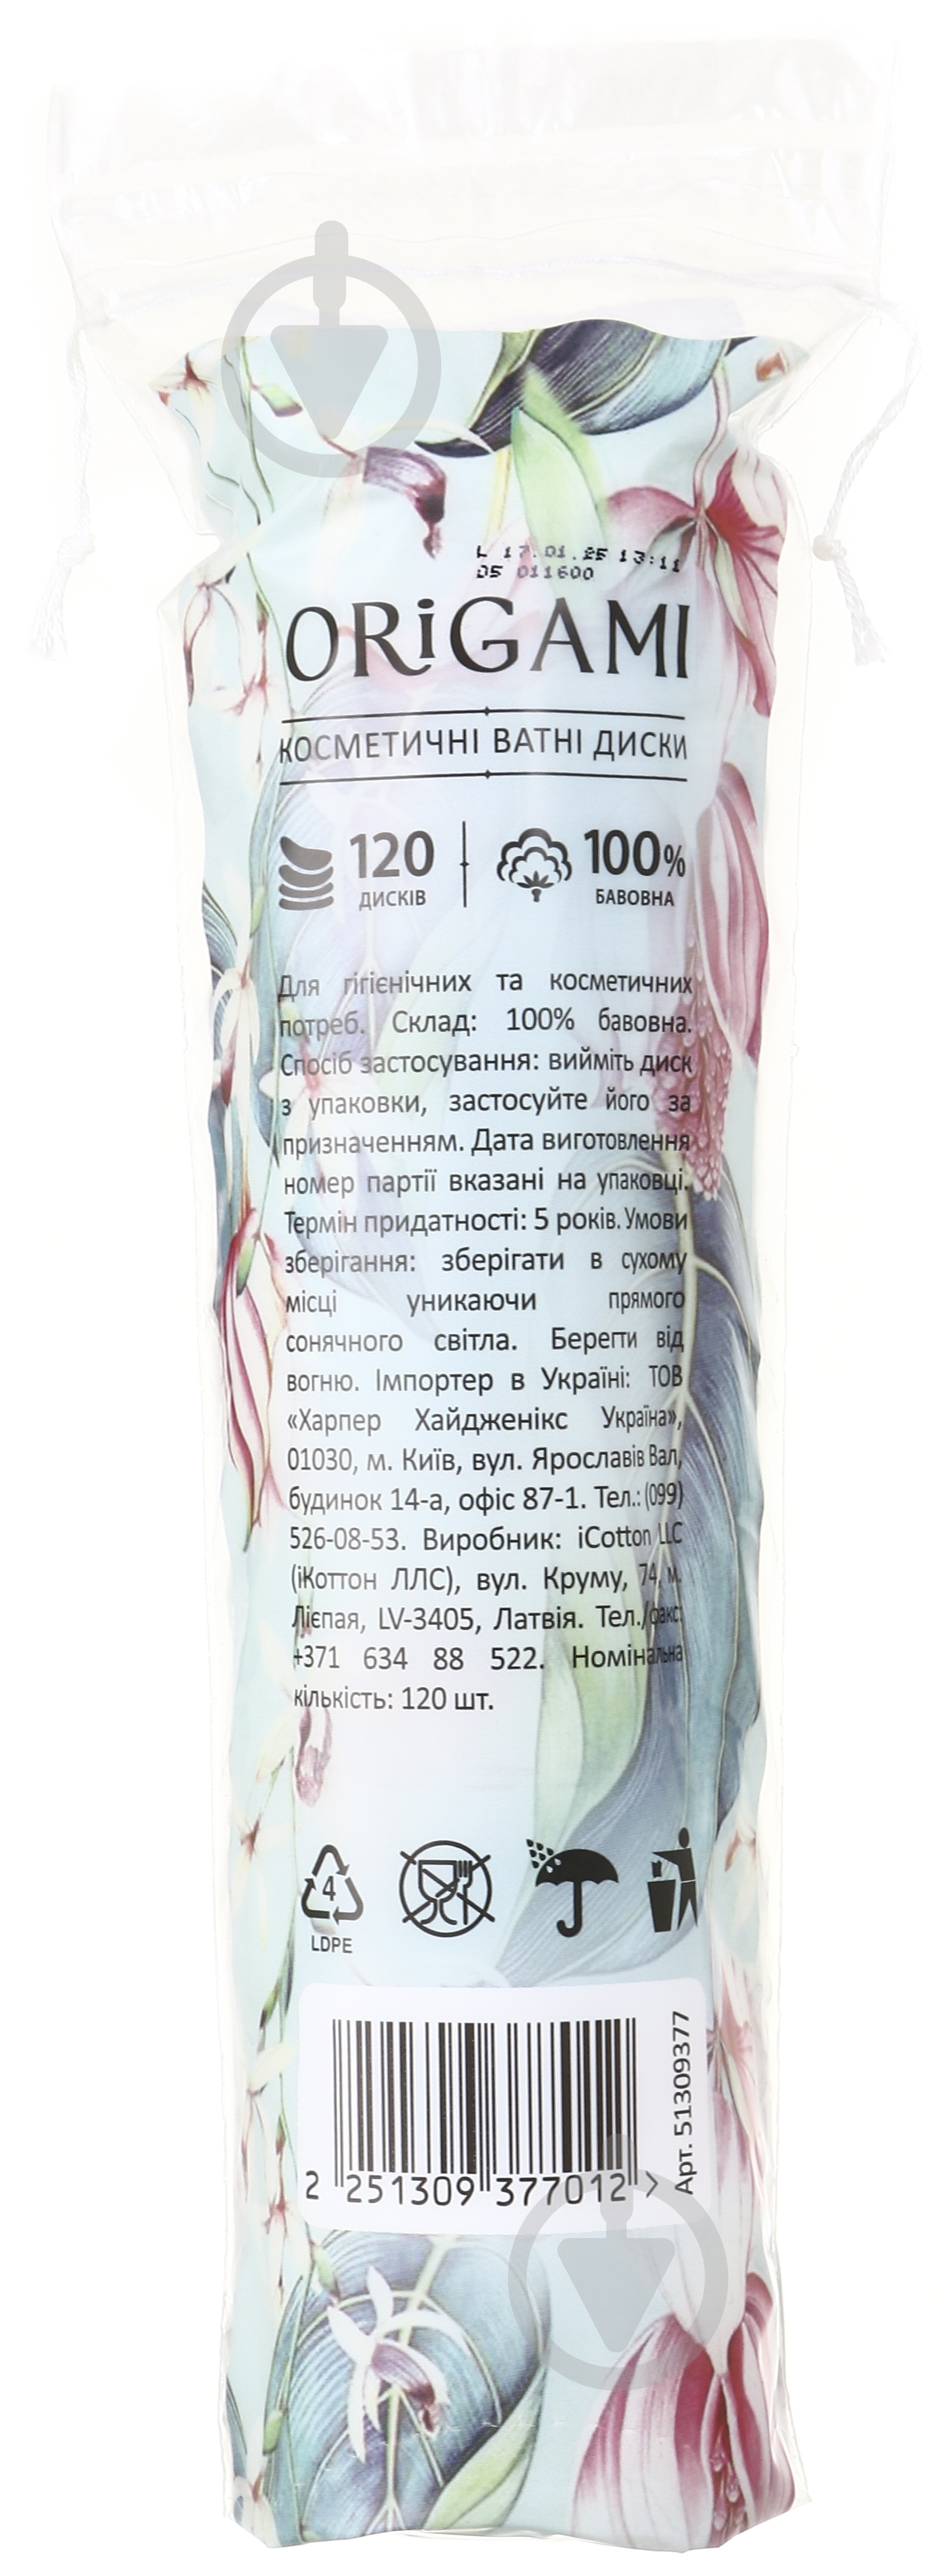 L 17.01.25 13:11
05 011600
ORiGAMI
КОСМЕТИЧНІ ВАТНІ ДИСКИ
120
ДИСКІВ
100%
БАВОВНА
Для гігієнічних та косметичних
потреб. Склад: 100% бавовна.
Спосіб застосування: вийміть диск
з упаковки, застосуйте його за
призначенням. Дата виготовлення
номер партії вказані на упаковці.
Термін придатності: 5 років. Умови
зберігання: зберігати в сухому
місці уникаючи прямого
сонячного світла. Берегти від
вогню. Імпортер в Україні: ТОВ
«Харпер Хайдженікс Україна»,
01030, м. Київ, вул. Ярославів Вал,
будинок 14-а, офіс 87-1. Тел.: (099)
526-08-53. Виробник: iCotton LLC
(іКоттон ЛЛС), вул. Круму, 74, м.
Лієпая, LV-3405, Латвія. Тел./факс:
+371 634 88 522. Номінальна
кількість: 120 шт.
4
LDPE
2 251309 377012 >
Арт. 51309377